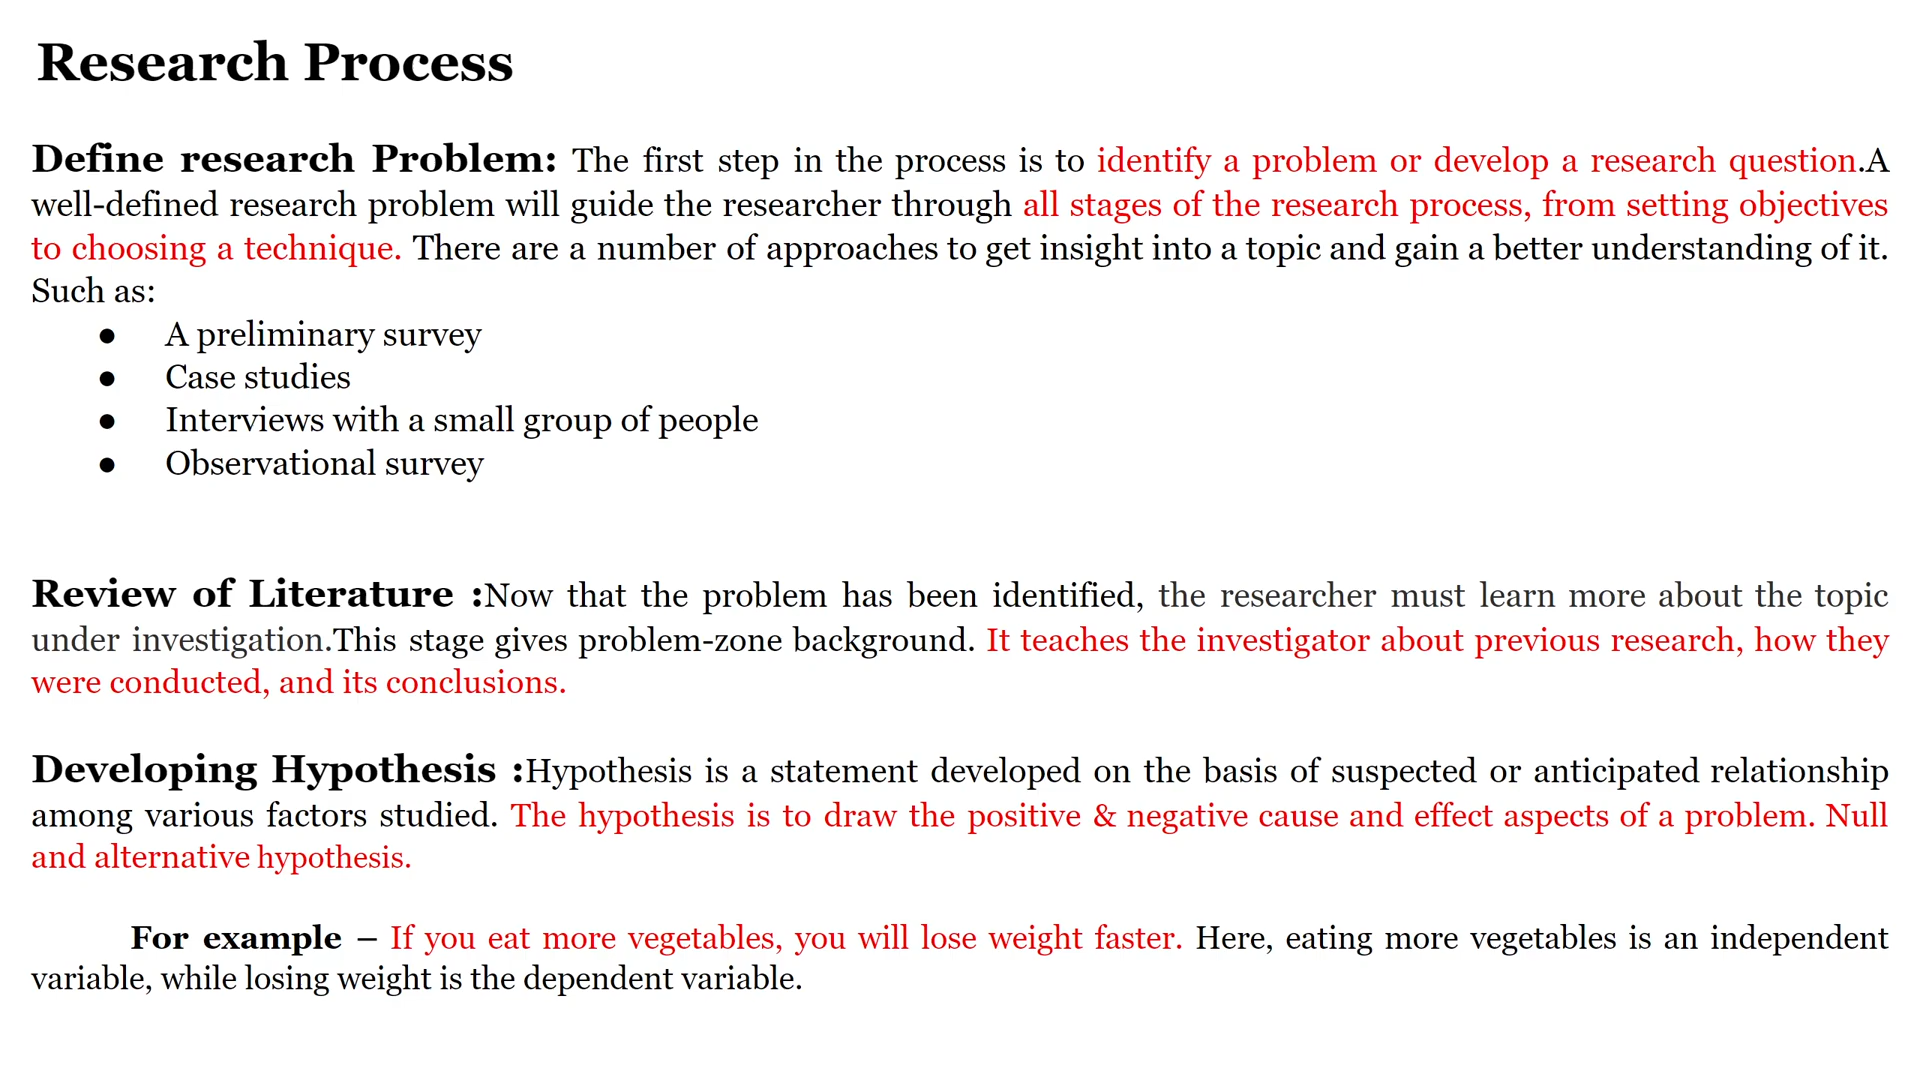 Research Process
Define research Problem: The first step in the process is to identify a problem or develop a research question.A
well-defined research problem will guide the researcher through all stages of the research process, from setting objectives
to choosing a technique. There are a number of approaches to get insight into a topic and gain a better understanding of it.
Such as:
● A preliminary survey
● Case studies
● Interviews with a small group of people
● Observational survey
Review of Literature :Now that the problem has been identified, the researcher must learn more about the topic
under investigation.This stage gives problem-zone background. It teaches the investigator about previous research, how they
were conducted, and its conclusions.
Developing Hypothesis :Hypothesis is a statement developed on the basis of suspected or anticipated relationship
among various factors studied. The hypothesis is to draw the positive & negative cause and effect aspects of a problem. Null
and alternative hypothesis.
For example – If you eat more vegetables, you will lose weight faster. Here, eating more vegetables is an independent
variable, while losing weight is the dependent variable.